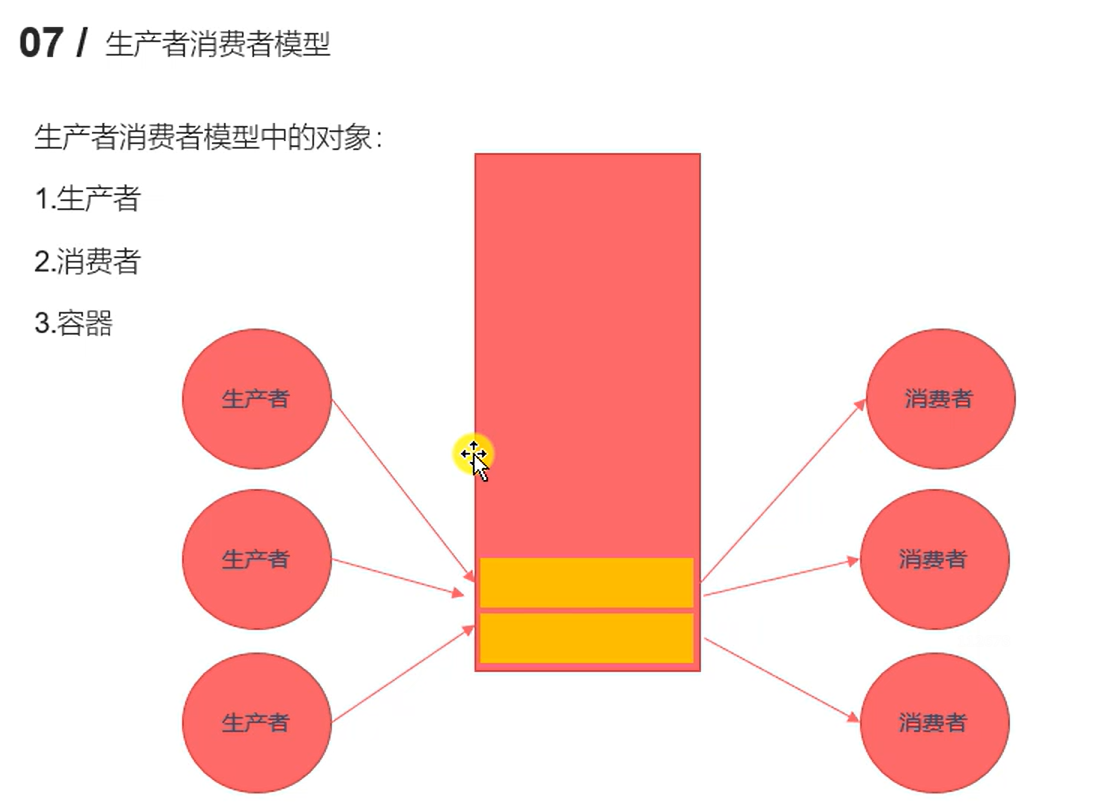 07 / 生产者消费者模型
生产者消费者模型中的对象：
1.生产者
2.消费者
3.容器
生产者
消费者
生产者
消费者
生产者
消费者